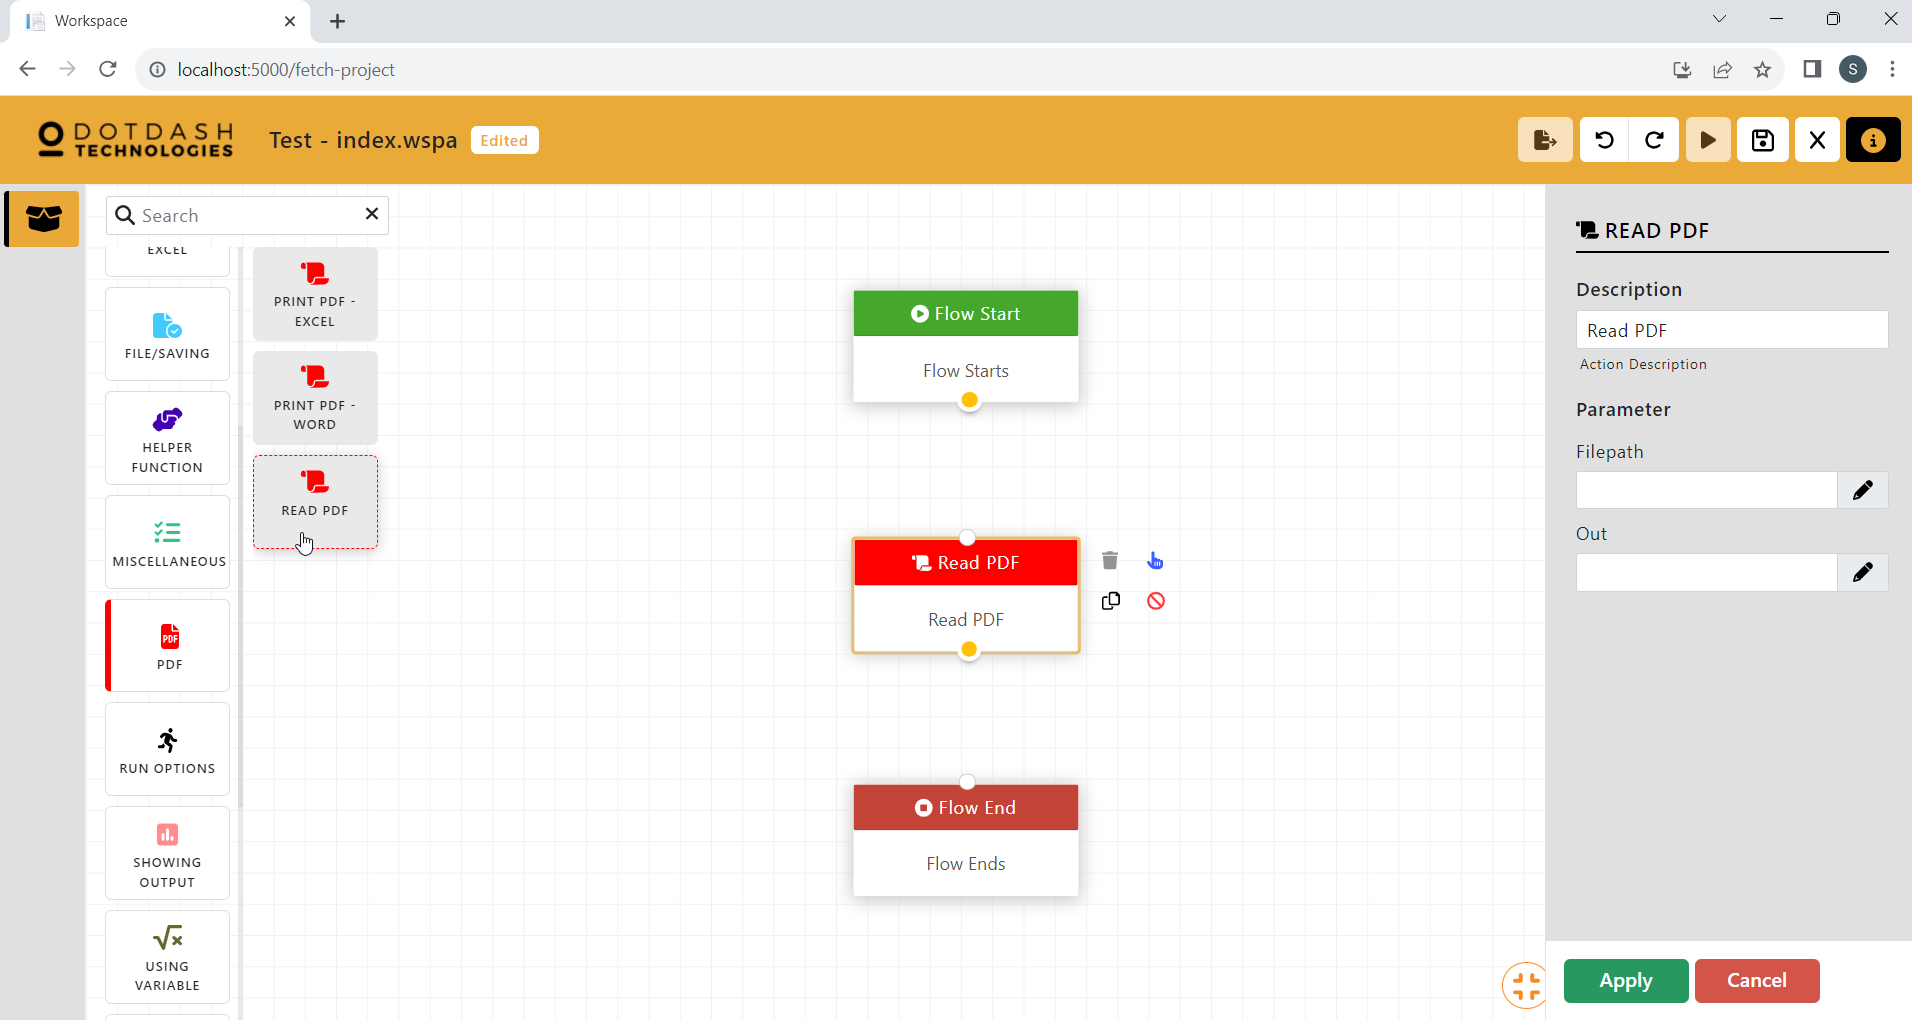 Workspace
localhost:5000/fetch-project
S
DOTDASH
TECHNOLOGIES
Test - index.wspa
Edited
Search
EXCEL
FILE/SAVING
HELPER
FUNCTION
MISCELLANEOUS
PDF
PDF
RUN OPTIONS
SHOWING
OUTPUT
USING
VARIABLE
PRINT PDF -
EXCEL
PRINT PDF -
WORD
READ PDF
Flow Start
Flow Starts
Read PDF
Read PDF
Flow End
Flow Ends
READ PDF
Description
Read PDF
Action Description
Parameter
Filepath
Out
Apply
Cancel